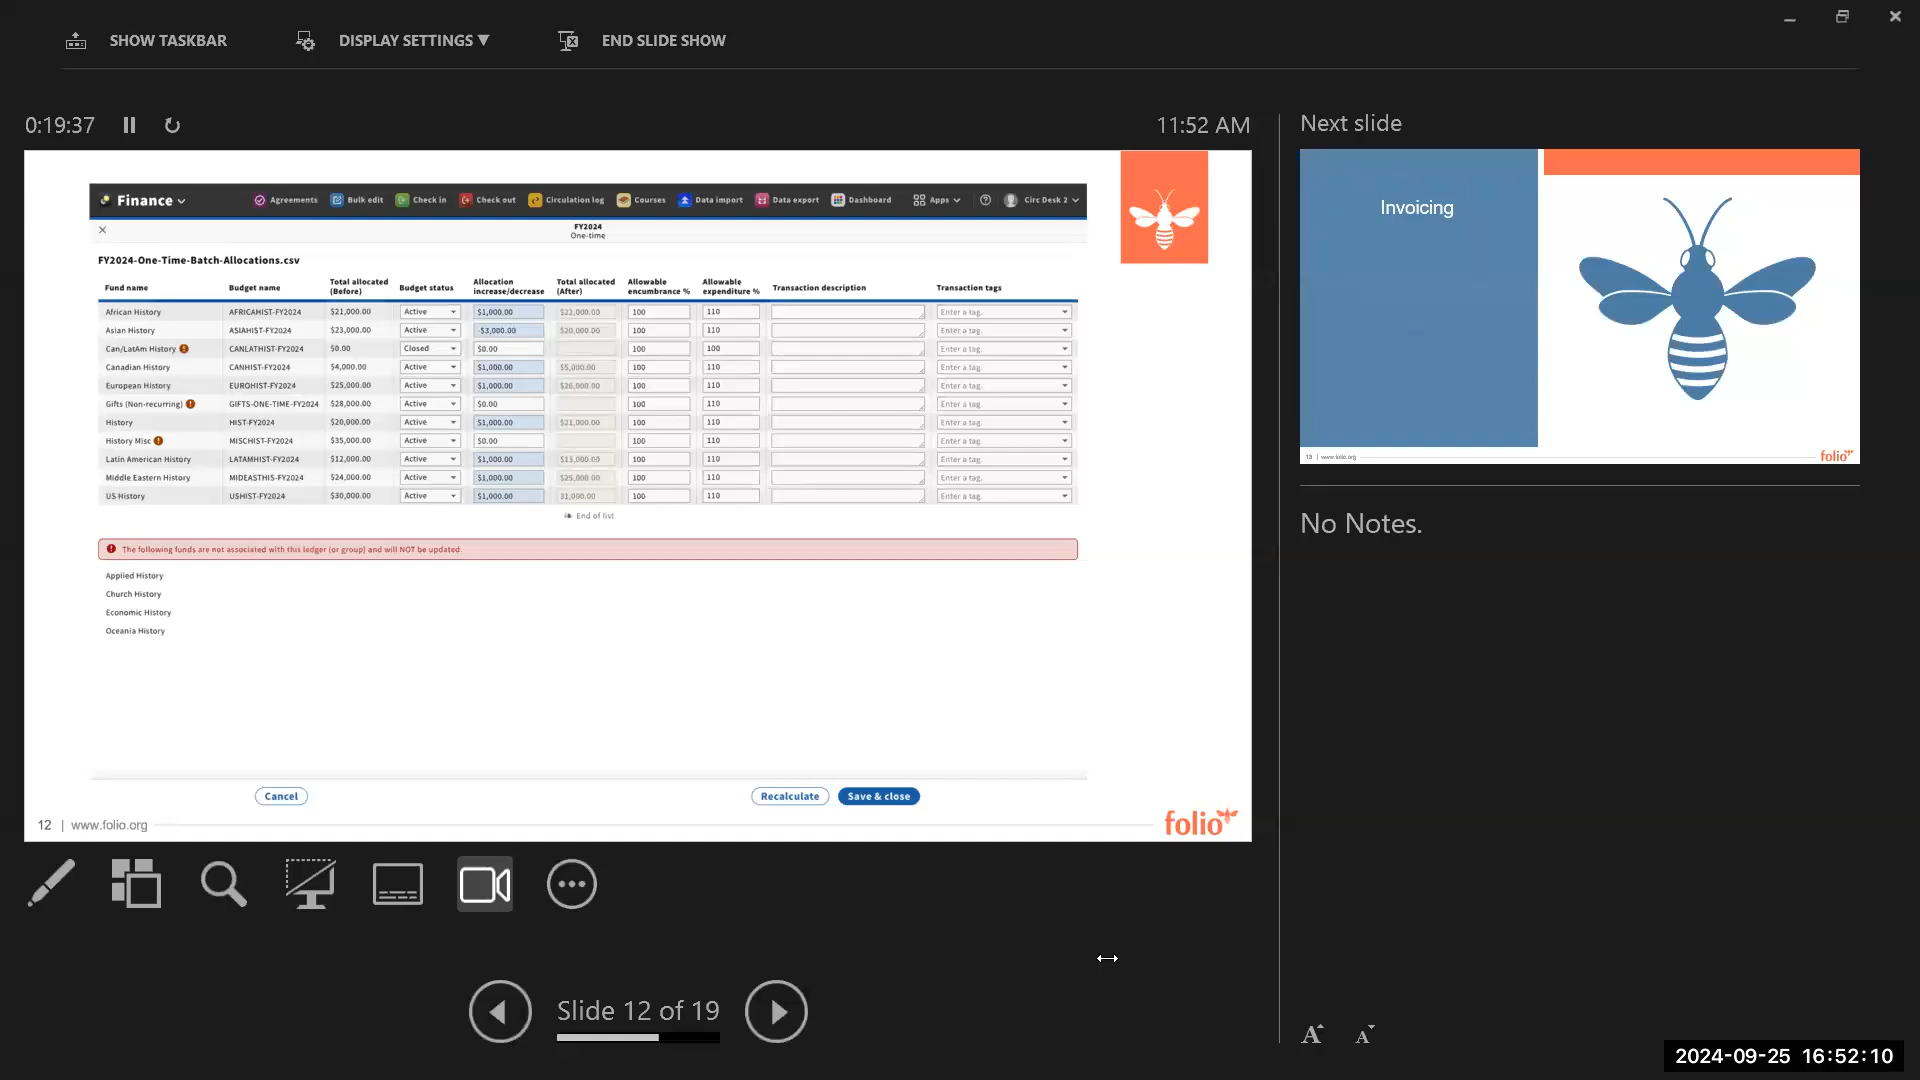 SHOW TASKBAR DISPLAY SETTINGS ▼ END SLIDE SHOW
0:19:37 11:52 AM
Finance Agreements Bulk edit Check in Check out Circulation log Courses Data import Data export Dashboard Apps Circ Desk 2
FY2024
One-time
FY2024-One-Time-Batch-Allocations.csv
Fund name Budget name Total allocated (Before) Budget status Allocation increase/decrease Total allocated (After) Allowable encumbrance % Allowable expenditure % Transaction description Transaction tags
African History AFRICAHIST-FY2024 $21,000.00 Active $1,000.00 $22,000.00 100 110 Enter a tag.
Asian History ASIAHIST-FY2024 $23,000.00 Active -$3,000.00 $20,000.00 100 110 Enter a tag.
Can/LatAm History CANLATHIST-FY2024 $0.00 Closed $0.00 100 100 Enter a tag.
Canadian History CANHIST-FY2024 $4,000.00 Active $1,000.00 $5,000.00 100 110 Enter a tag.
European History EUROHIST-FY2024 $25,000.00 Active $1,000.00 $26,000.00 100 110 Enter a tag.
Gifts (Non-recurring) GIFTS-ONE-TIME-FY2024 $28,000.00 Active $0.00 100 110 Enter a tag.
History HIST-FY2024 $20,000.00 Active $1,000.00 $21,000.00 100 110 Enter a tag.
History Misc MISCHIST-FY2024 $35,000.00 Active $0.00 100 110 Enter a tag.
Latin American History LATAMHIST-FY2024 $12,000.00 Active $1,000.00 $13,000.00 100 110 Enter a tag.
Middle Eastern History MIDEASTHIS-FY2024 $24,000.00 Active $1,000.00 $25,000.00 100 110 Enter a tag.
US History USHIST-FY2024 $30,000.00 Active $1,000.00 31,000.00 100 110 Enter a tag.
End of list
The following funds are not associated with this ledger (or group) and will NOT be updated.
Applied History
Church History
Economic History
Oceania History
Cancel Recalculate Save & close
12 | www.folio.org folio
Slide 12 of 19
Next slide
Invoicing
13 | www.folio.org folio
No Notes.
A A
2024-09-25 16:52:10